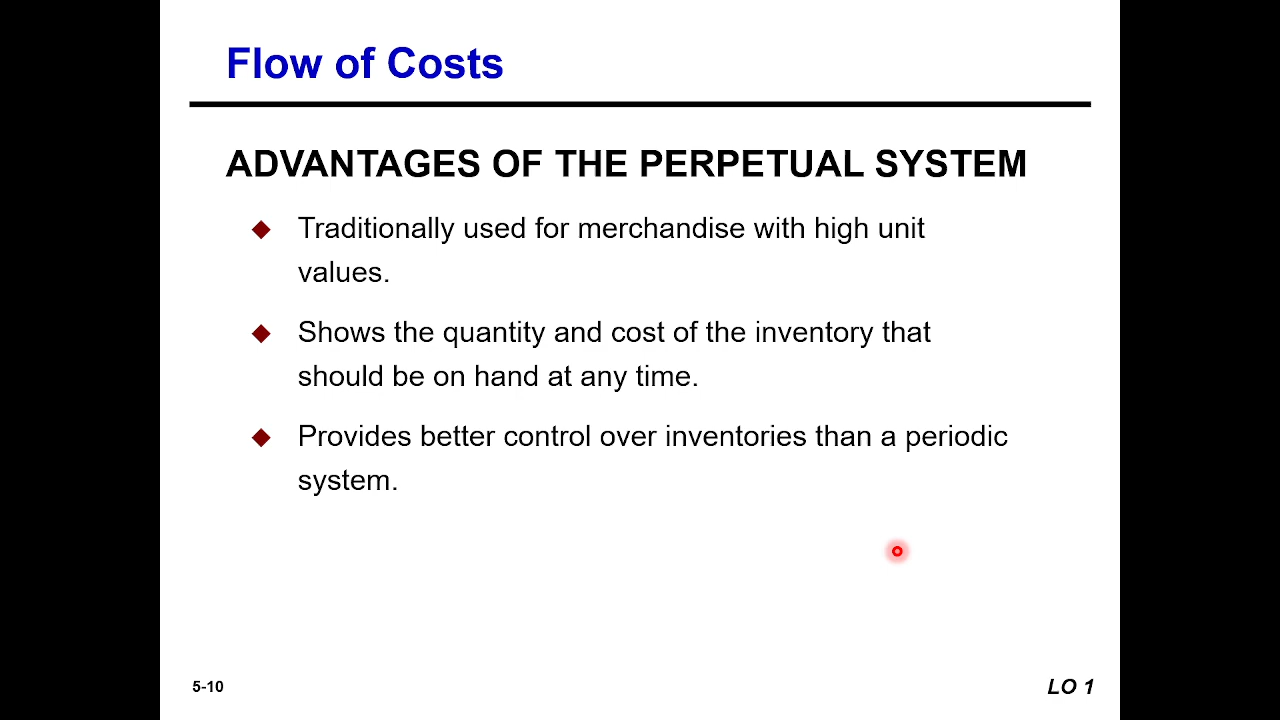 Flow of Costs
ADVANTAGES OF THE PERPETUAL SYSTEM
Traditionally used for merchandise with high unit
values.
Shows the quantity and cost of the inventory that
should be on hand at any time.
Provides better control over inventories than a periodic
system.
5-10
LO 1